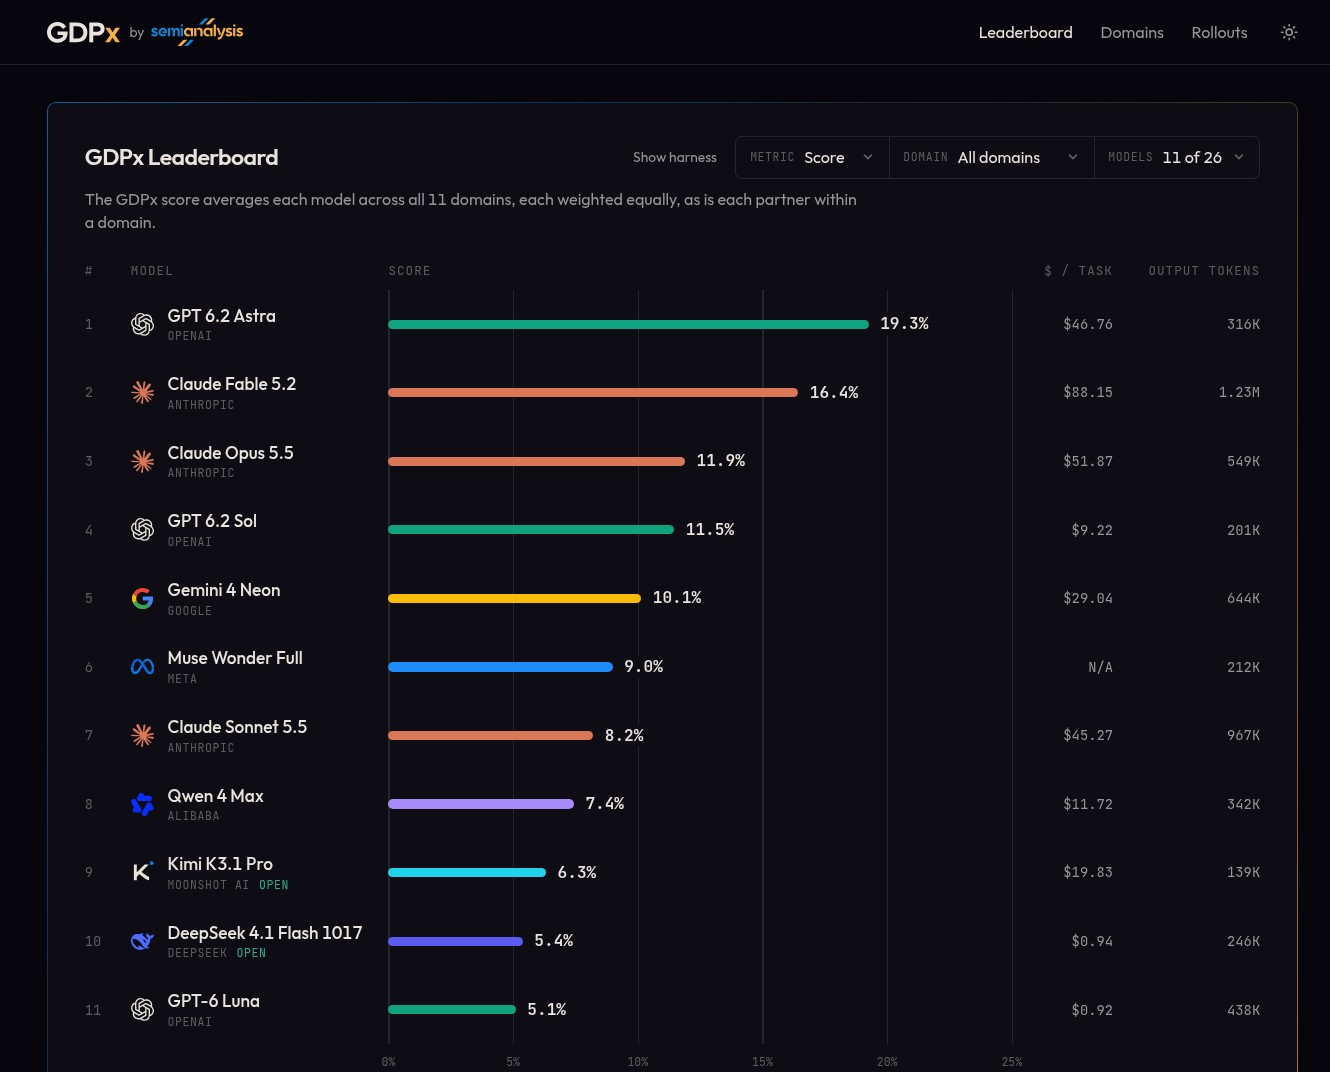 GDPx by semianalysis
Leaderboard Domains Rollouts
GDPx Leaderboard
Show harness
METRIC Score
DOMAIN All domains
MODELS 11 of 26
The GDPx score averages each model across all 11 domains, each weighted equally, as is each partner within
a domain.
# MODEL SCORE $ / TASK OUTPUT TOKENS
1 GPT 6.2 Astra 19.3% $46.76 316K
OPENAI
2 Claude Fable 5.2 16.4% $88.15 1.23M
ANTHROPIC
3 Claude Opus 5.5 11.9% $51.87 549K
ANTHROPIC
4 GPT 6.2 Sol 11.5% $9.22 201K
OPENAI
5 Gemini 4 Neon 10.1% $29.04 644K
GOOGLE
6 Muse Wonder Full 9.0% N/A 212K
META
7 Claude Sonnet 5.5 8.2% $45.27 967K
ANTHROPIC
8 Qwen 4 Max 7.4% $11.72 342K
ALIBABA
9 Kimi K3.1 Pro 6.3% $19.83 139K
MOONSHOT AI OPEN
10 DeepSeek 4.1 Flash 1017 5.4% $0.94 246K
DEEPSEEK OPEN
11 GPT-6 Luna 5.1% $0.92 438K
OPENAI
0% 5% 10% 15% 20% 25%